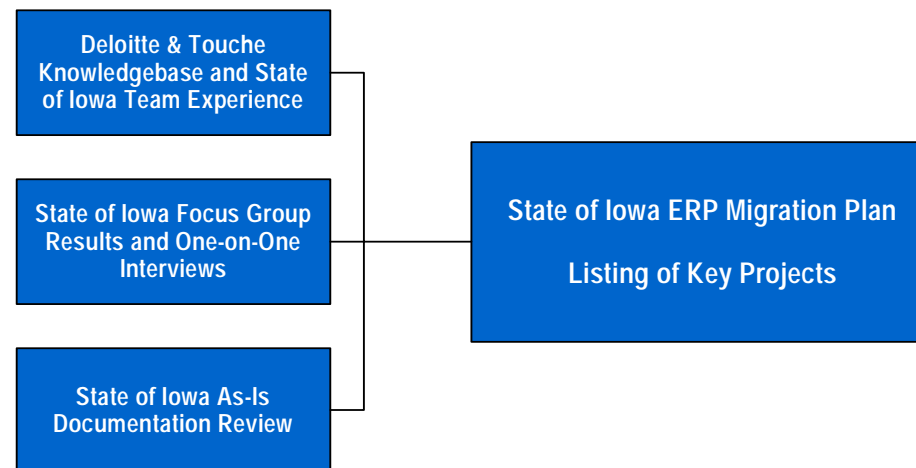 Deloitte & Touche
Knowledgebase and State
of Iowa Team Experience
State of Iowa Focus Group
Results and One-on-One
Interviews
State of Iowa As-Is
Documentation Review
State of Iowa ERP Migration Plan
Listing of Key Projects